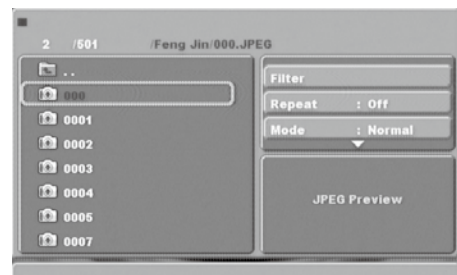 2 /501 /Feng Jin/000.JPEG
..
000
0001
0002
0003
0004
0005
0007
Filter
Repeat : Off
Mode : Normal
JPEG Preview